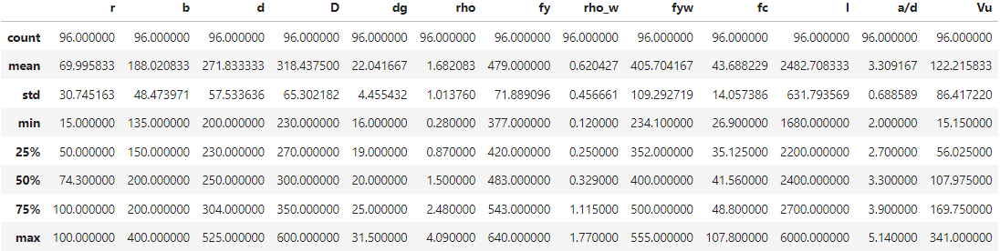 r b d D dg rho fy rho_w fyw fc l a/d Vu
count 96.000000 96.000000 96.000000 96.000000 96.000000 96.000000 96.000000 96.000000 96.000000 96.000000 96.000000 96.000000 96.000000
mean 69.995833 188.020833 271.833333 318.437500 22.041667 1.682083 479.000000 0.620427 405.704167 43.688229 2482.708333 3.309167 122.215833
std 30.745163 48.473971 57.533636 65.302182 4.455432 1.013760 71.889096 0.456661 109.292719 14.057386 631.793569 0.688589 86.417220
min 15.000000 135.000000 200.000000 230.000000 16.000000 0.280000 377.000000 0.120000 234.100000 26.900000 1680.000000 2.000000 15.150000
25% 50.000000 150.000000 230.000000 270.000000 19.000000 0.870000 420.000000 0.250000 352.000000 35.125000 2200.000000 2.700000 56.025000
50% 74.300000 200.000000 250.000000 300.000000 20.000000 1.500000 483.000000 0.329000 400.000000 41.560000 2400.000000 3.300000 107.975000
75% 100.000000 200.000000 304.000000 350.000000 25.000000 2.480000 543.000000 1.115000 500.000000 48.800000 2700.000000 3.900000 169.750000
max 100.000000 400.000000 525.000000 600.000000 31.500000 4.090000 640.000000 1.770000 555.000000 107.800000 6000.000000 5.140000 341.000000